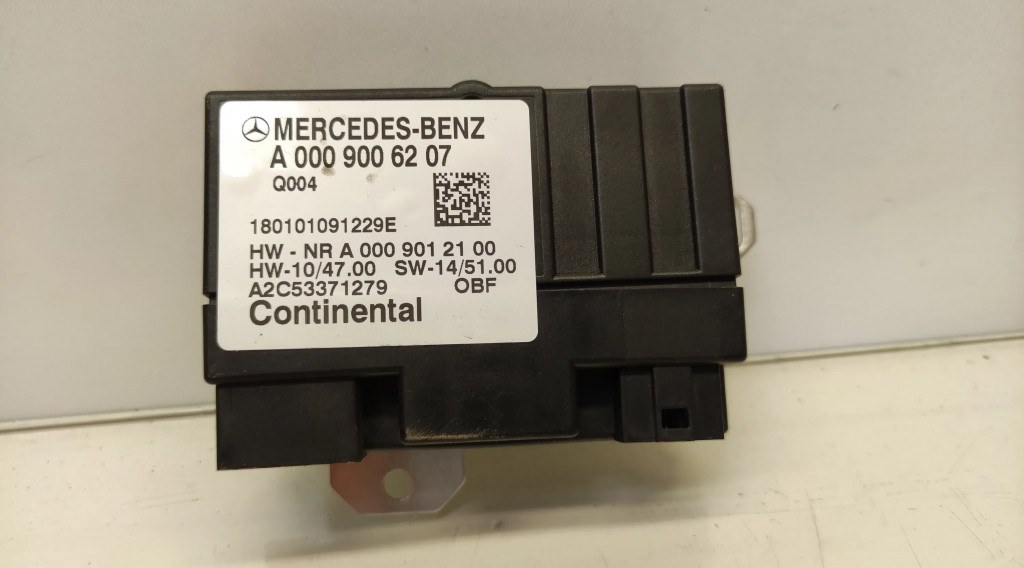 MERCEDES-BENZ
A 000 900 62 07
Q004
180101091229E
HW - NR A 000 901 21 00
HW-10/47.00 SW-14/51.00
A2C53371279 OBF
Continental